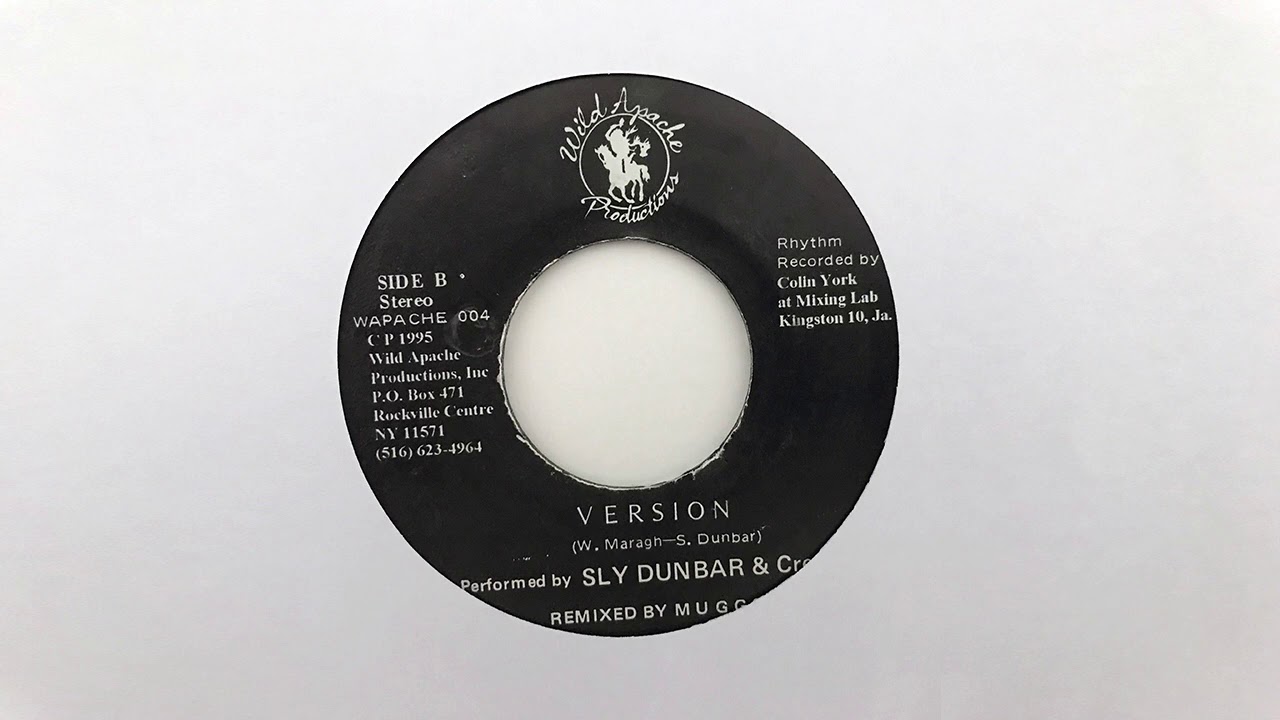 Wild Apache
Productions
SIDE B
Stereo
WAPACHE 004
C P 1995
Wild Apache
Productions, Inc
P.O. Box 471
Rockville Centre
NY 11571
(516) 623-4964
Rhythm
Recorded by
Colin York
at Mixing Lab
Kingston 10, Ja.
VERSION
(W. Maragh—S. Dunbar)
Performed by SLY DUNBAR &
REMIXED BY